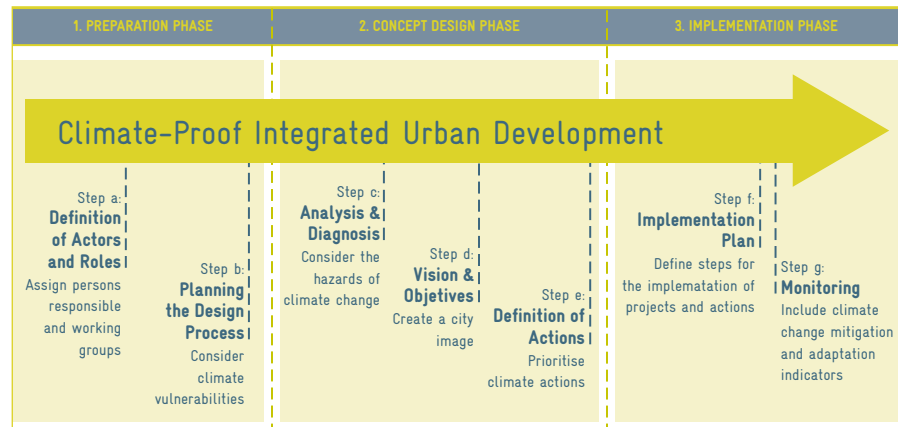 1. PREPARATION PHASE
2. CONCEPT DESIGN PHASE
3. IMPLEMENTATION PHASE
Climate-Proof Integrated Urban Development
Step a:
Definition
of Actors
and Roles
Assign persons
responsible
and working
groups
Step b:
Planning
the Design
Process
Consider
climate
vulnerabilities
Step c:
Analysis &
Diagnosis
Consider the
hazards of
climate change
Step d:
Vision &
Objetives
Create a city
image
Step e:
Definition of
Actions
Prioritise
climate actions
Step f:
Implementation
Plan
Define steps for
the implematation of
projects and actions
Step g:
Monitoring
Include climate
change mitigation
and adaptation
indicators